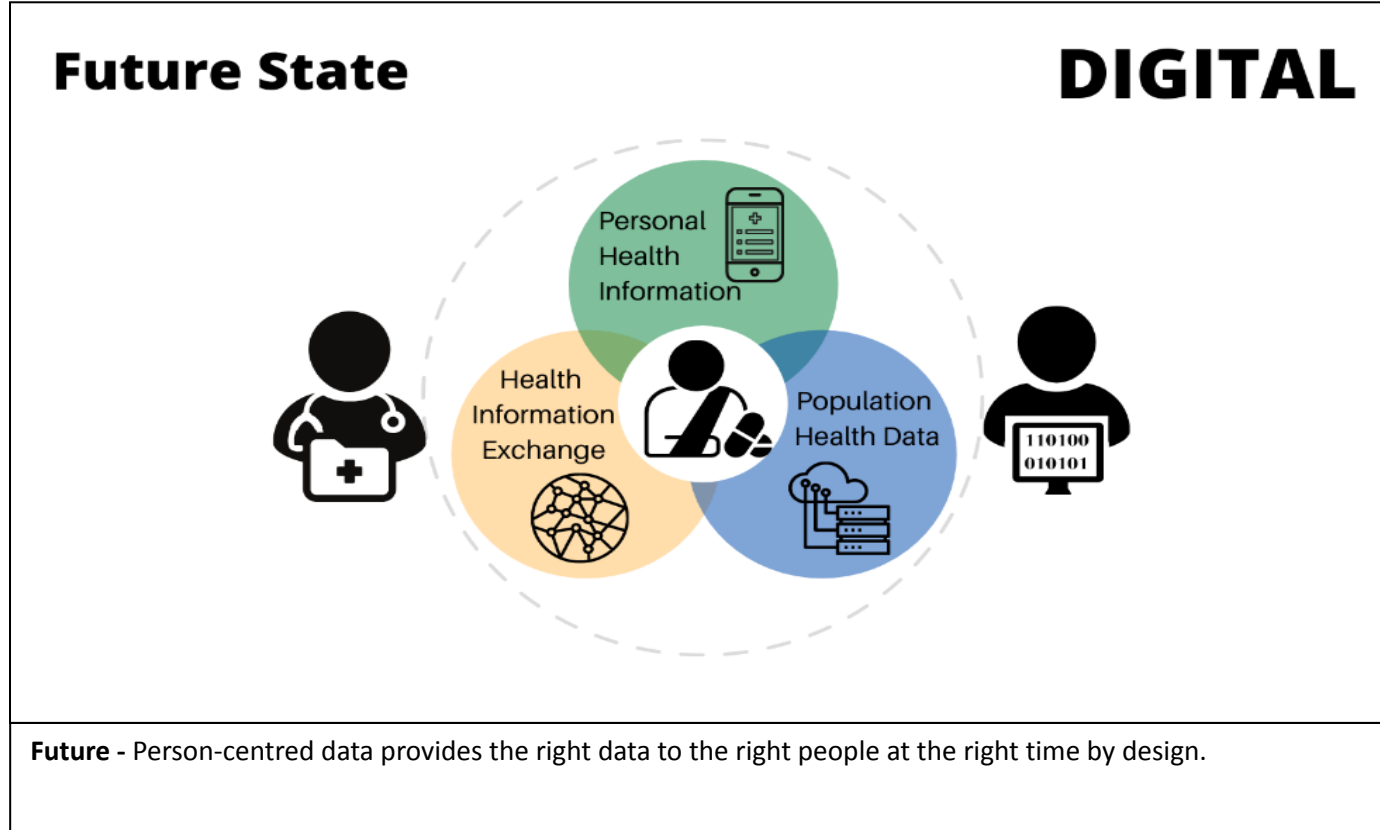 Future State
DIGITAL
Personal
Health
Information
Health
Information
Exchange
Population
Health Data
110100
010101
Future - Person-centred data provides the right data to the right people at the right time by design.